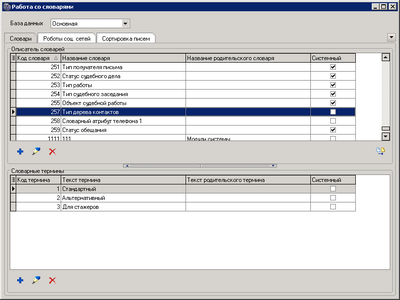 Работа со словарями
База данных Основная
Словари Роботы соц. сетей Сортировка писем
Описатель словарей
Код словаря Название словаря Название родительского словаря Системный
251 Тип получателя письма
252 Статус судебного дела
253 Тип работы
254 Тип судебного заседания
255 Объект судебной работы
257 Тип дерева контактов
258 Словарный атрибут телефона 1
259 Статус обещания
1111 111 Модули системы
Словарные термины
Код термина Текст термина Текст родительского термина Системный
1 Стандартный
2 Альтернативный
3 Для стажеров